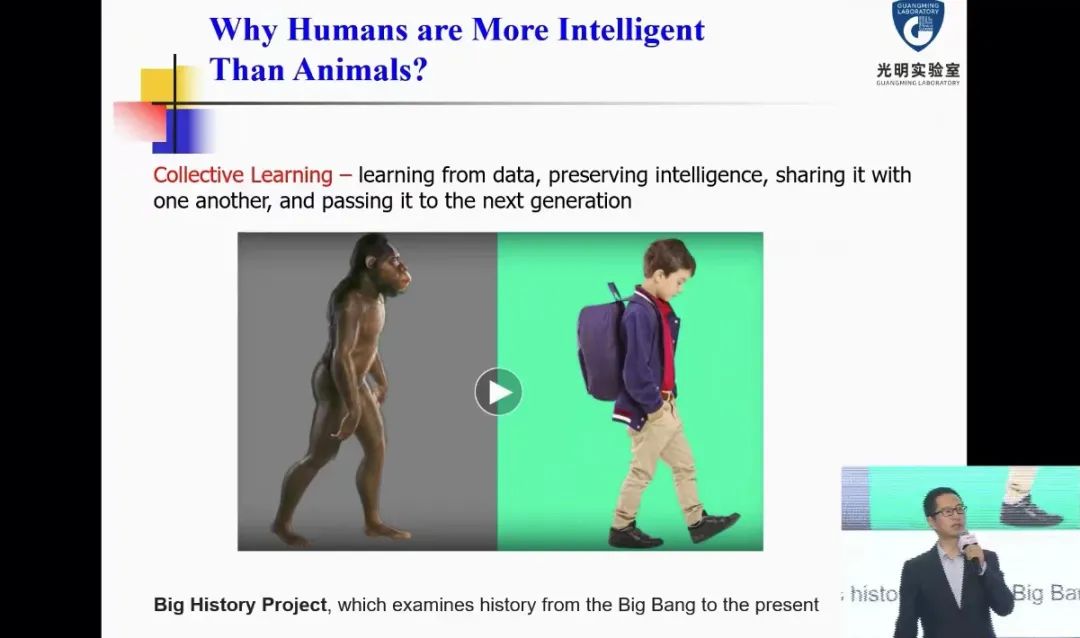 Why Humans are More Intelligent
Than Animals?
GUANGMING
LABORATORY
光明实验室
GUANGMING LABORATORY
Collective Learning – learning from data, preserving intelligence, sharing it with
one another, and passing it to the next generation
Big History Project, which examines history from the Big Bang to the present
histo
Big Ba